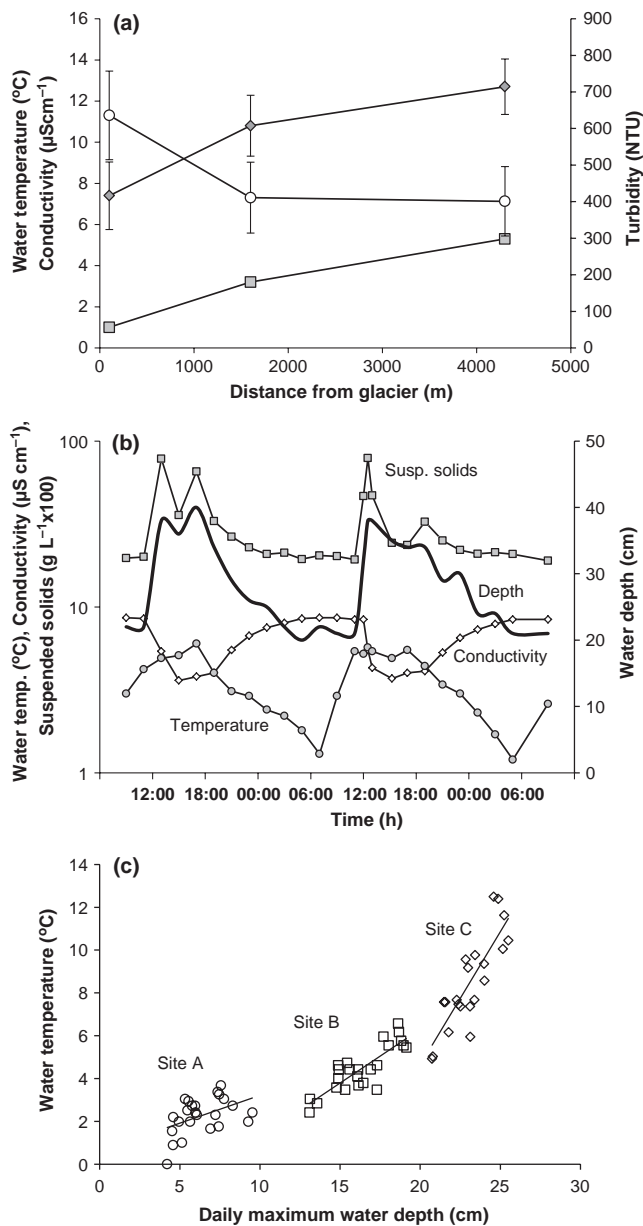 (a)
Water temperature (ºC)
Conductivity (µScm⁻¹)
16
14
12
10
8
6
4
2
0
900
800
700
600
500
400
300
200
100
0
Turbidity (NTU)
0 1000 2000 3000 4000 5000
Distance from glacier (m)
(b)
Water temp. (ºC), Conductivity (µS cm⁻¹),
Suspended solids (g L⁻¹x100)
100
10
1
Susp. solids
Depth
Conductivity
Temperature
50
40
30
20
10
0
Water depth (cm)
12:00 18:00 00:00 06:00 12:00 18:00 00:00 06:00
Time (h)
(c)
Water temperature (ºC)
14
12
10
8
6
4
2
0
Site A
Site B
Site C
0 5 10 15 20 25 30
Daily maximum water depth (cm)